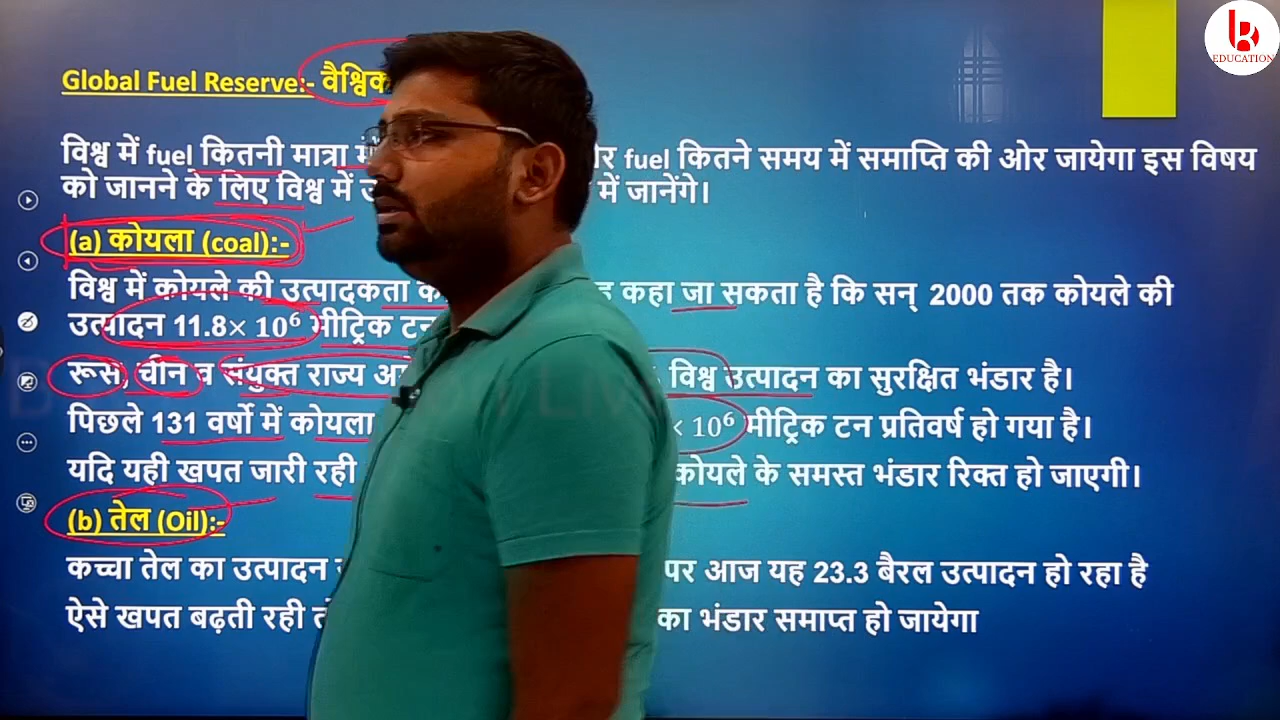 EDUCATION
Global Fuel Reserve:- वैश्विक
विश्व में fuel कितनी मात्रा fuel कितने समय में समाप्ति की ओर जायेगा इस विषय
को जानने के लिए विश्व में में जानेंगे।
(a) कोयला (coal):-
विश्व में कोयले की उत्पादकता कहा जा सकता है कि सन् 2000 तक कोयले की
उत्पादन 11.8× 10⁶ मीट्रिक टन
रूस, चीन व संयुक्त राज्य विश्व उत्पादन का सुरक्षित भंडार है।
पिछले 131 वर्षो में कोयला × 10⁶ मीट्रिक टन प्रतिवर्ष हो गया है।
यदि यही खपत जारी रही कोयले के समस्त भंडार रिक्त हो जाएगी।
(b) तेल (Oil):-
कच्चा तेल का उत्पादन पर आज यह 23.3 बैरल उत्पादन हो रहा है
ऐसे खपत बढ़ती रही का भंडार समाप्त हो जायेगा